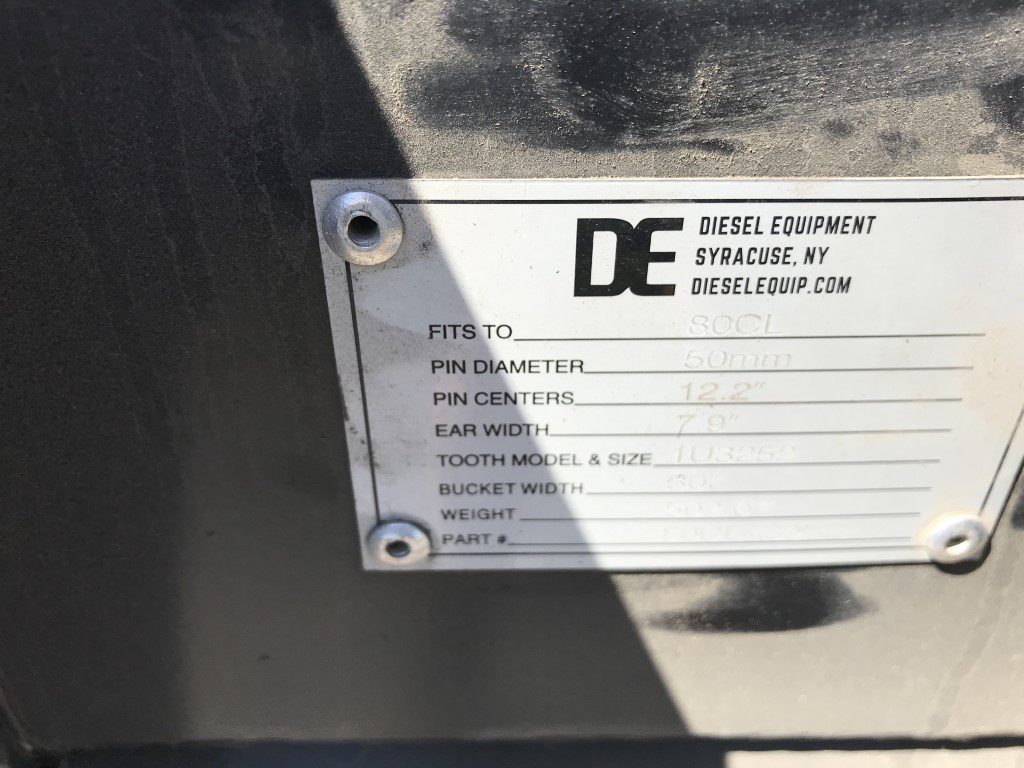 DE
DIESEL EQUIPMENT
SYRACUSE, NY
DIESELEQUIP.COM
FITS TO 80CL
PIN DIAMETER 50mm
PIN CENTERS 12.2"
EAR WIDTH 7.9"
TOOTH MODEL & SIZE
BUCKET WIDTH
WEIGHT
PART #